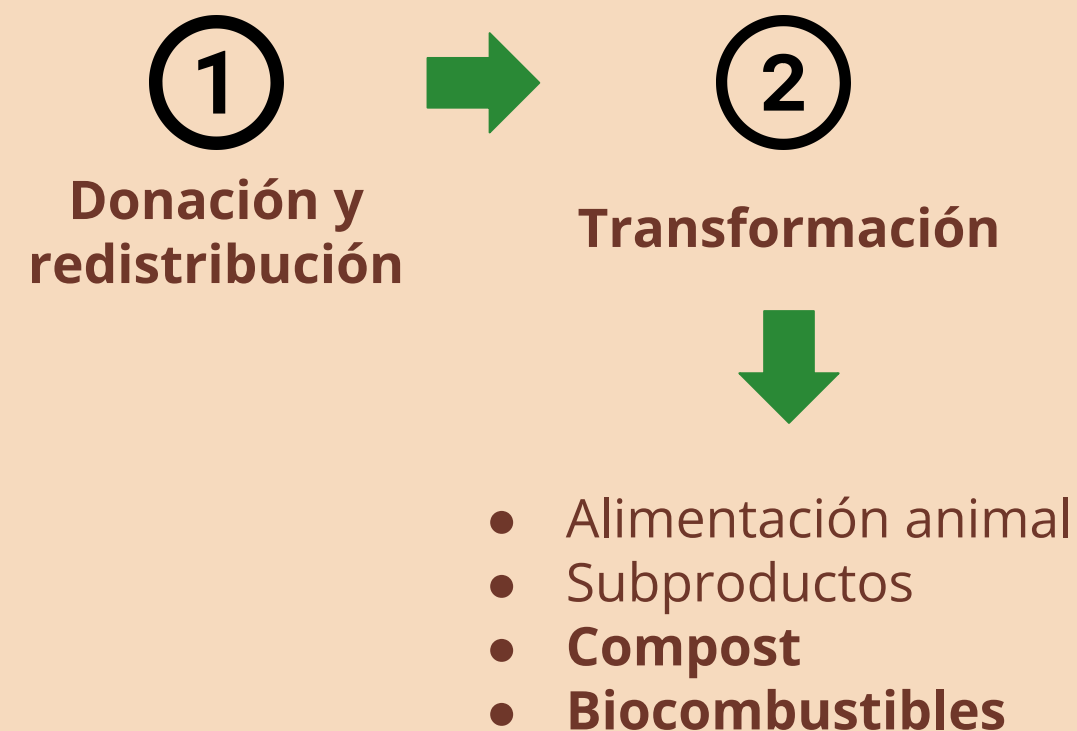 1
2
Donación y
redistribución
Transformación
● Alimentación animal
● Subproductos
● Compost
● Biocombustibles